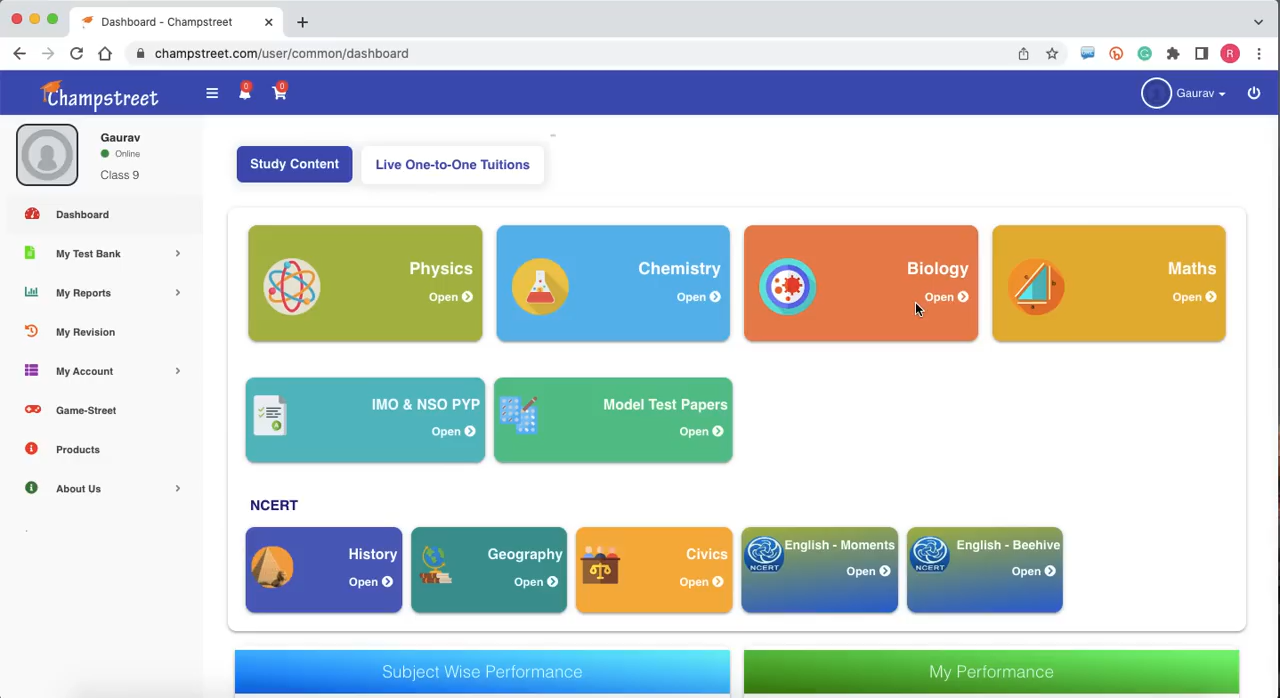 Dashboard - Champstreet
champstreet.com/user/common/dashboard
R
Champstreet
0
0
Gaurav
Gaurav
Online
Class 9
Dashboard
My Test Bank
My Reports
My Revision
My Account
Game-Street
Products
About Us
Study Content
Live One-to-One Tuitions
Physics
Open
Chemistry
Open
Biology
Open
Maths
Open
IMO & NSO PYP
Open
Model Test Papers
Open
NCERT
History
Open
Geography
Open
Civics
Open
NCERT
English - Moments
Open
NCERT
English - Beehive
Open
Subject Wise Performance
My Performance